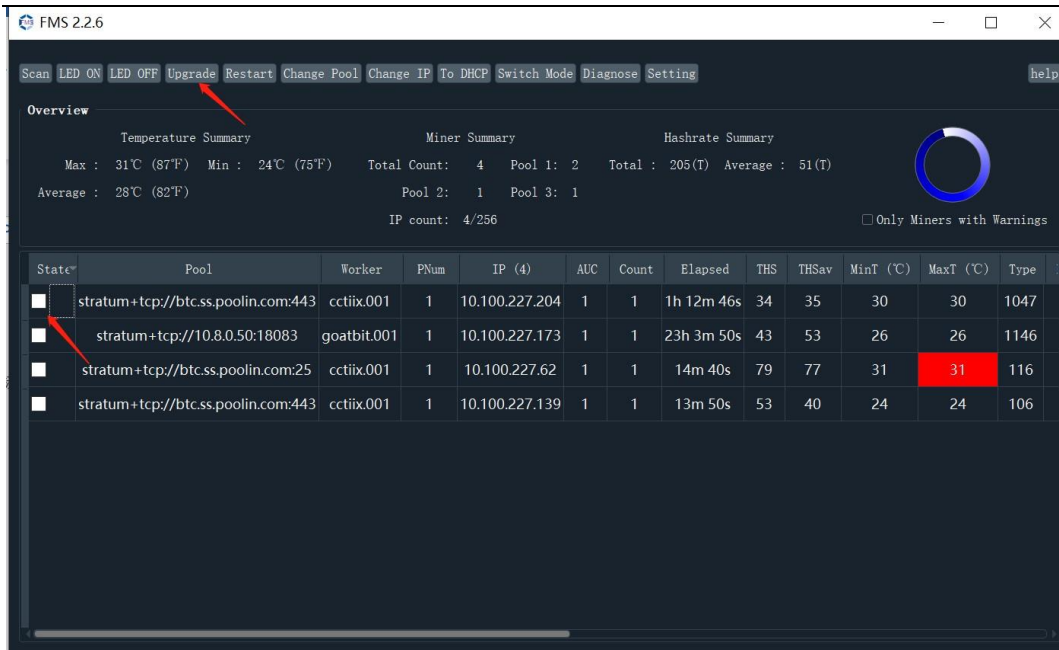 FMS 2.2.6
Scan LED ON LED OFF Upgrade Restart Change Pool Change IP To DHCP Switch Mode Diagnose Setting help
Overview
Temperature Summary Miner Summary Hashrate Summary
Max : 31℃ (87℉) Min : 24℃ (75℉) Total Count: 4 Pool 1: 2 Total : 205(T) Average : 51(T)
Average : 28℃ (82℉) Pool 2: 1 Pool 3: 1
IP count: 4/256 Only Miners with Warnings
State Pool Worker PNum IP (4) AUC Count Elapsed THS THSav MinT (℃) MaxT (℃) Type
stratum+tcp://btc.ss.poolin.com:443 cctiix.001 1 10.100.227.204 1 1 1h 12m 46s 34 35 30 30 1047
stratum+tcp://10.8.0.50:18083 goatbit.001 1 10.100.227.173 1 1 23h 3m 50s 43 53 26 26 1146
stratum+tcp://btc.ss.poolin.com:25 cctiix.001 1 10.100.227.62 1 1 14m 40s 79 77 31 31 116
stratum+tcp://btc.ss.poolin.com:443 cctiix.001 1 10.100.227.139 1 1 13m 50s 53 40 24 24 106